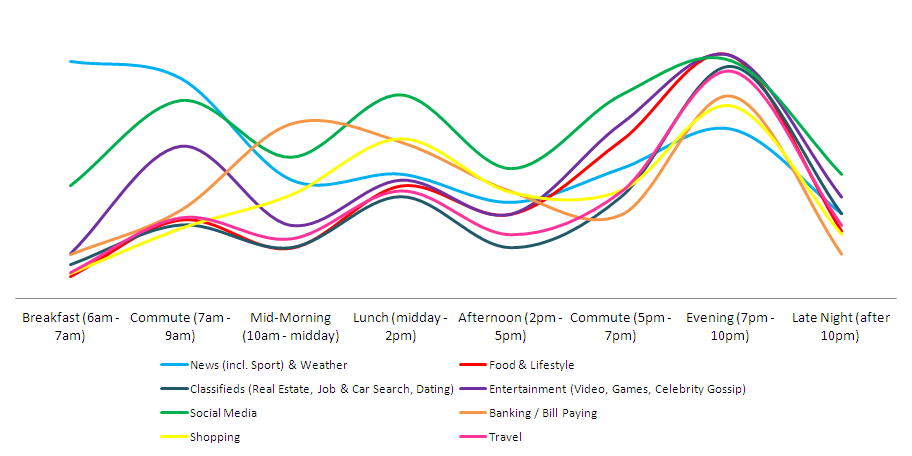 Breakfast (6am - Commute (7am - Mid-Morning Lunch (midday - Afternoon (2pm - Commute (5pm - Evening (7pm - Late Night (after
7am) 9am) (10am - midday) 2pm) 5pm) 7pm) 10pm) 10pm)
News (incl. Sport) & Weather Food & Lifestyle
Classifieds (Real Estate, Job & Car Search, Dating) Entertainment (Video, Games, Celebrity Gossip)
Social Media Banking / Bill Paying
Shopping Travel